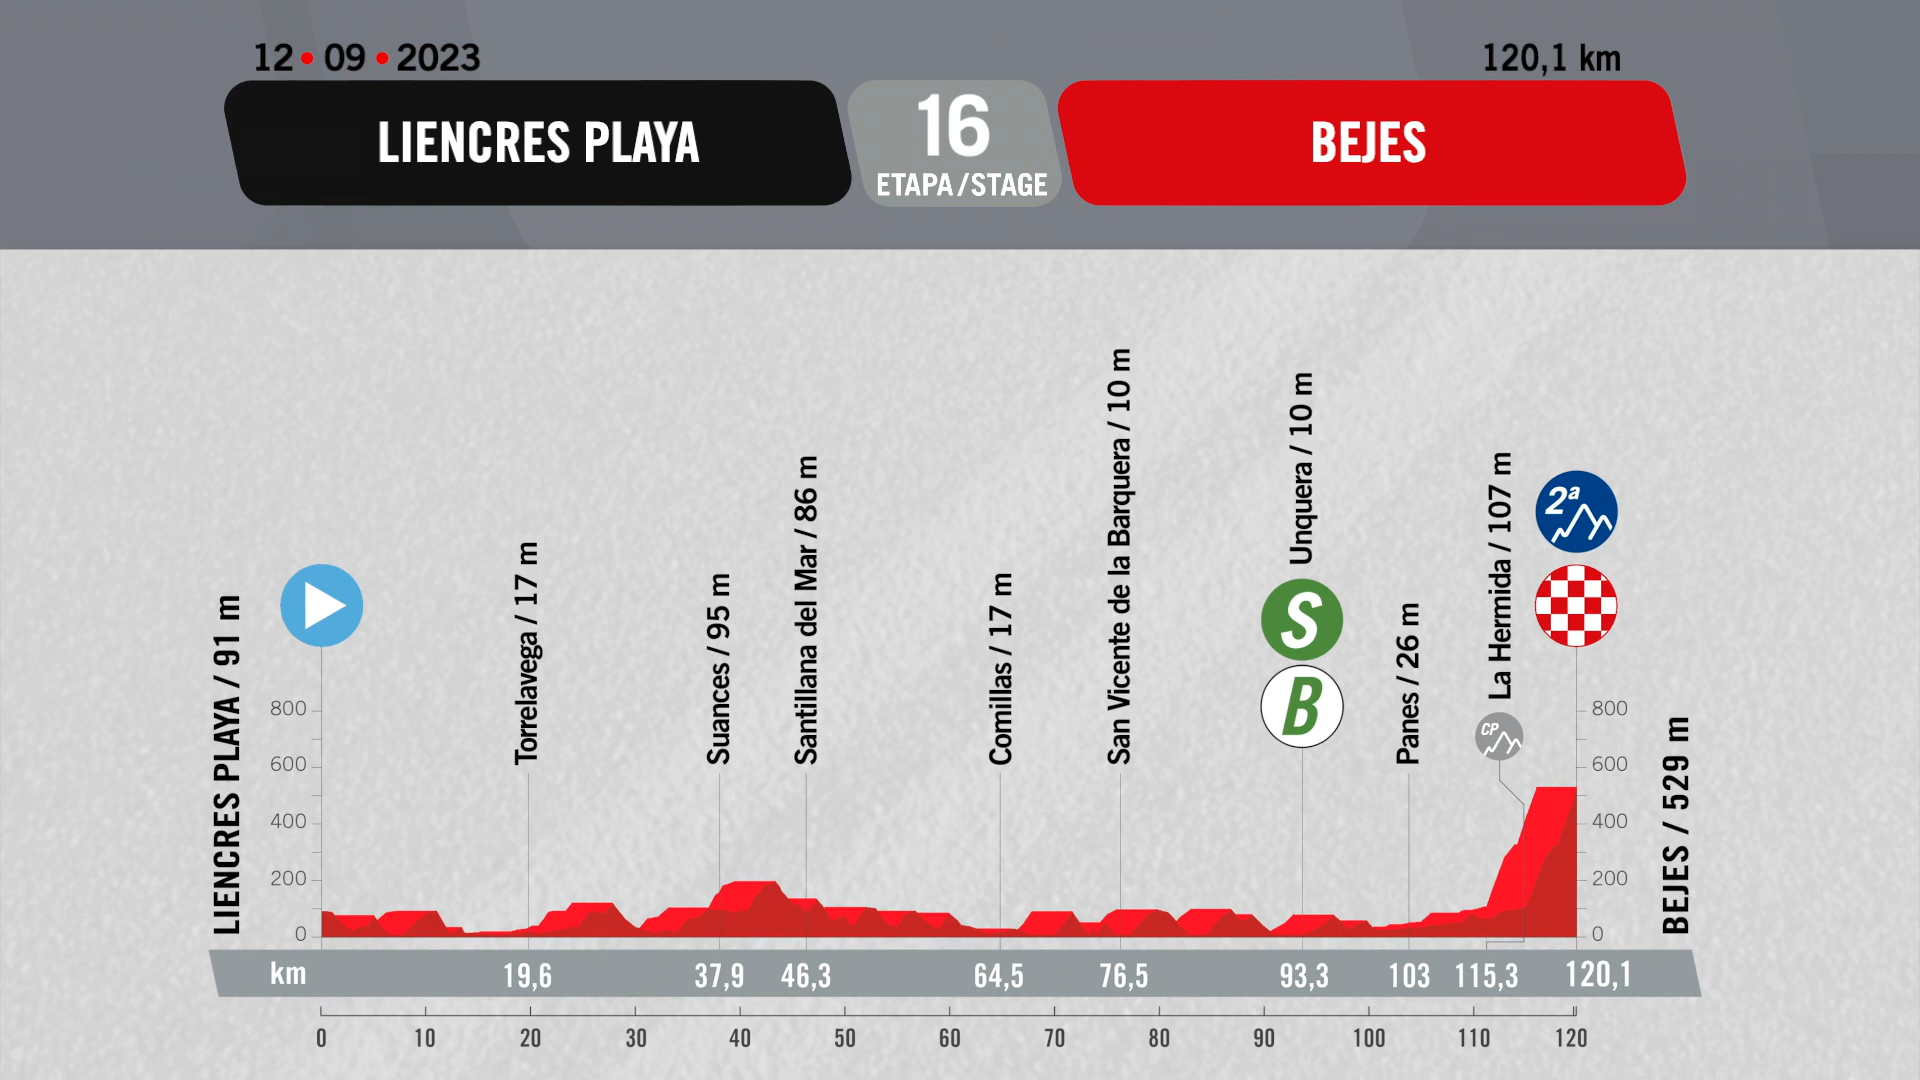 12 • 09 • 2023
120,1 km
LIENCRES PLAYA
16
ETAPA/STAGE
BEJES
LIENCRES PLAYA / 91 m
Torrelavega / 17 m
Suances / 95 m
Santillana del Mar / 86 m
Comillas / 17 m
San Vicente de la Barquera / 10 m
Unquera / 10 m
S
B
Panes / 26 m
La Hermida / 107 m
CP
2ª
BEJES / 529 m
800
600
400
200
0
800
600
400
200
0
km
19,6
37,9
46,3
64,5
76,5
93,3
103
115,3
120,1
0
10
20
30
40
50
60
70
80
90
100
110
120